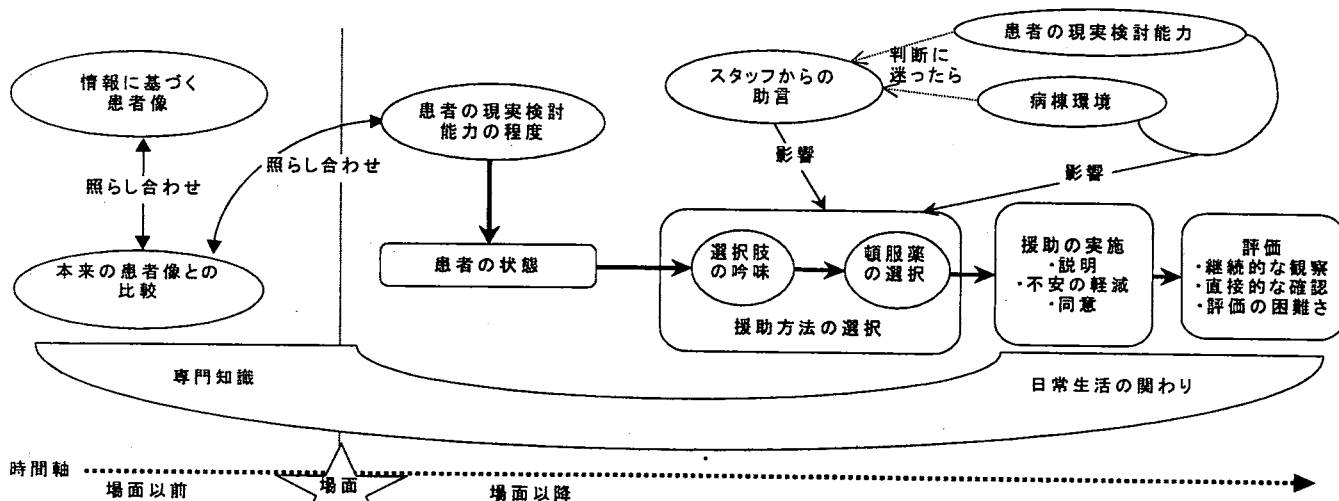 患者の現実検討能力
判断に
迷ったら
スタッフからの
助言
病棟環境
情報に基づく
患者像
患者の現実検討
能力の程度
照らし合わせ
照らし合わせ
影響
影響
本来の患者像との
比較
患者の状態
選択肢
の吟味
頓服薬
の選択
援助方法の選択
援助の実施
・説明
・不安の軽減
・同意
評価
・継続的な観察
・直接的な確認
・評価の困難さ
専門知識
日常生活の関わり
時間軸
場面以前
場面
場面以降